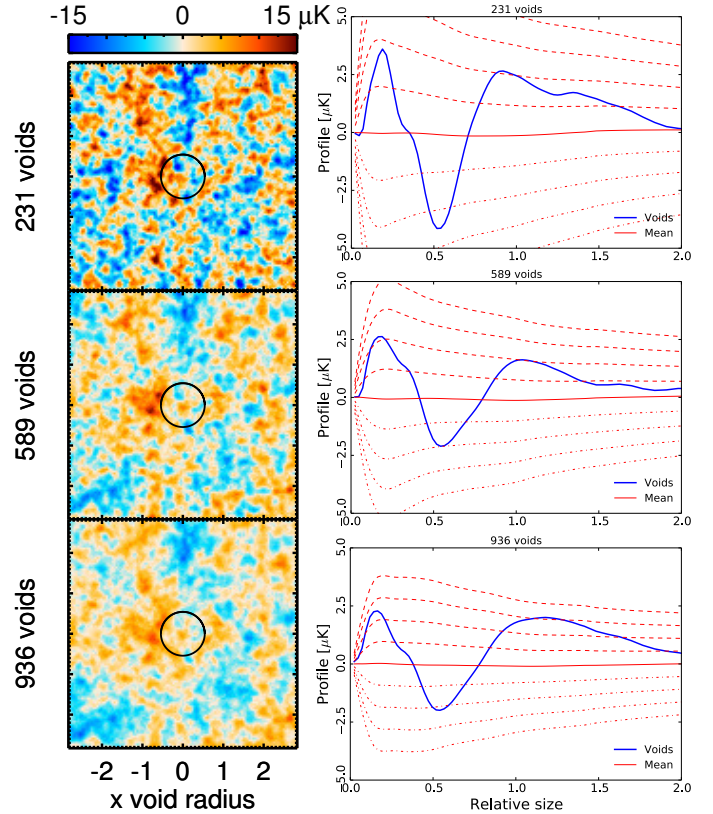 -15 0 15 μK
231 voids
589 voids
936 voids
-2 -1 0 1 2
x void radius
231 voids
Profile [μK]
5.0
2.5
0.0
−2.5
−5.0
Voids
Mean
0.0 0.5 1.0 1.5 2.0
589 voids
Profile [μK]
5.0
2.5
0.0
−2.5
−5.0
Voids
Mean
0.0 0.5 1.0 1.5 2.0
936 voids
Profile [μK]
5.0
2.5
0.0
−2.5
−5.0
Voids
Mean
0.0 0.5 1.0 1.5 2.0
Relative size